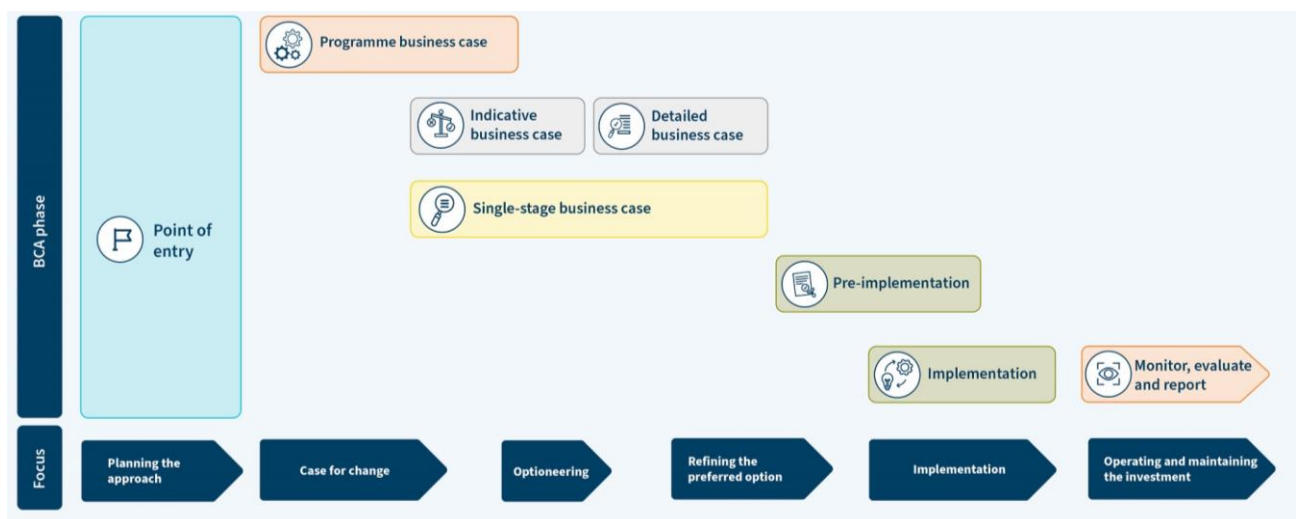 BCA phase
Point of
entry
Programme business case
Indicative
business case
Detailed
business case
Single-stage business case
Pre-implementation
Implementation
Monitor, evaluate
and report
Focus
Planning the
approach
Case for change
Optioneering
Refining the
preferred option
Implementation
Operating and maintaining
the investment